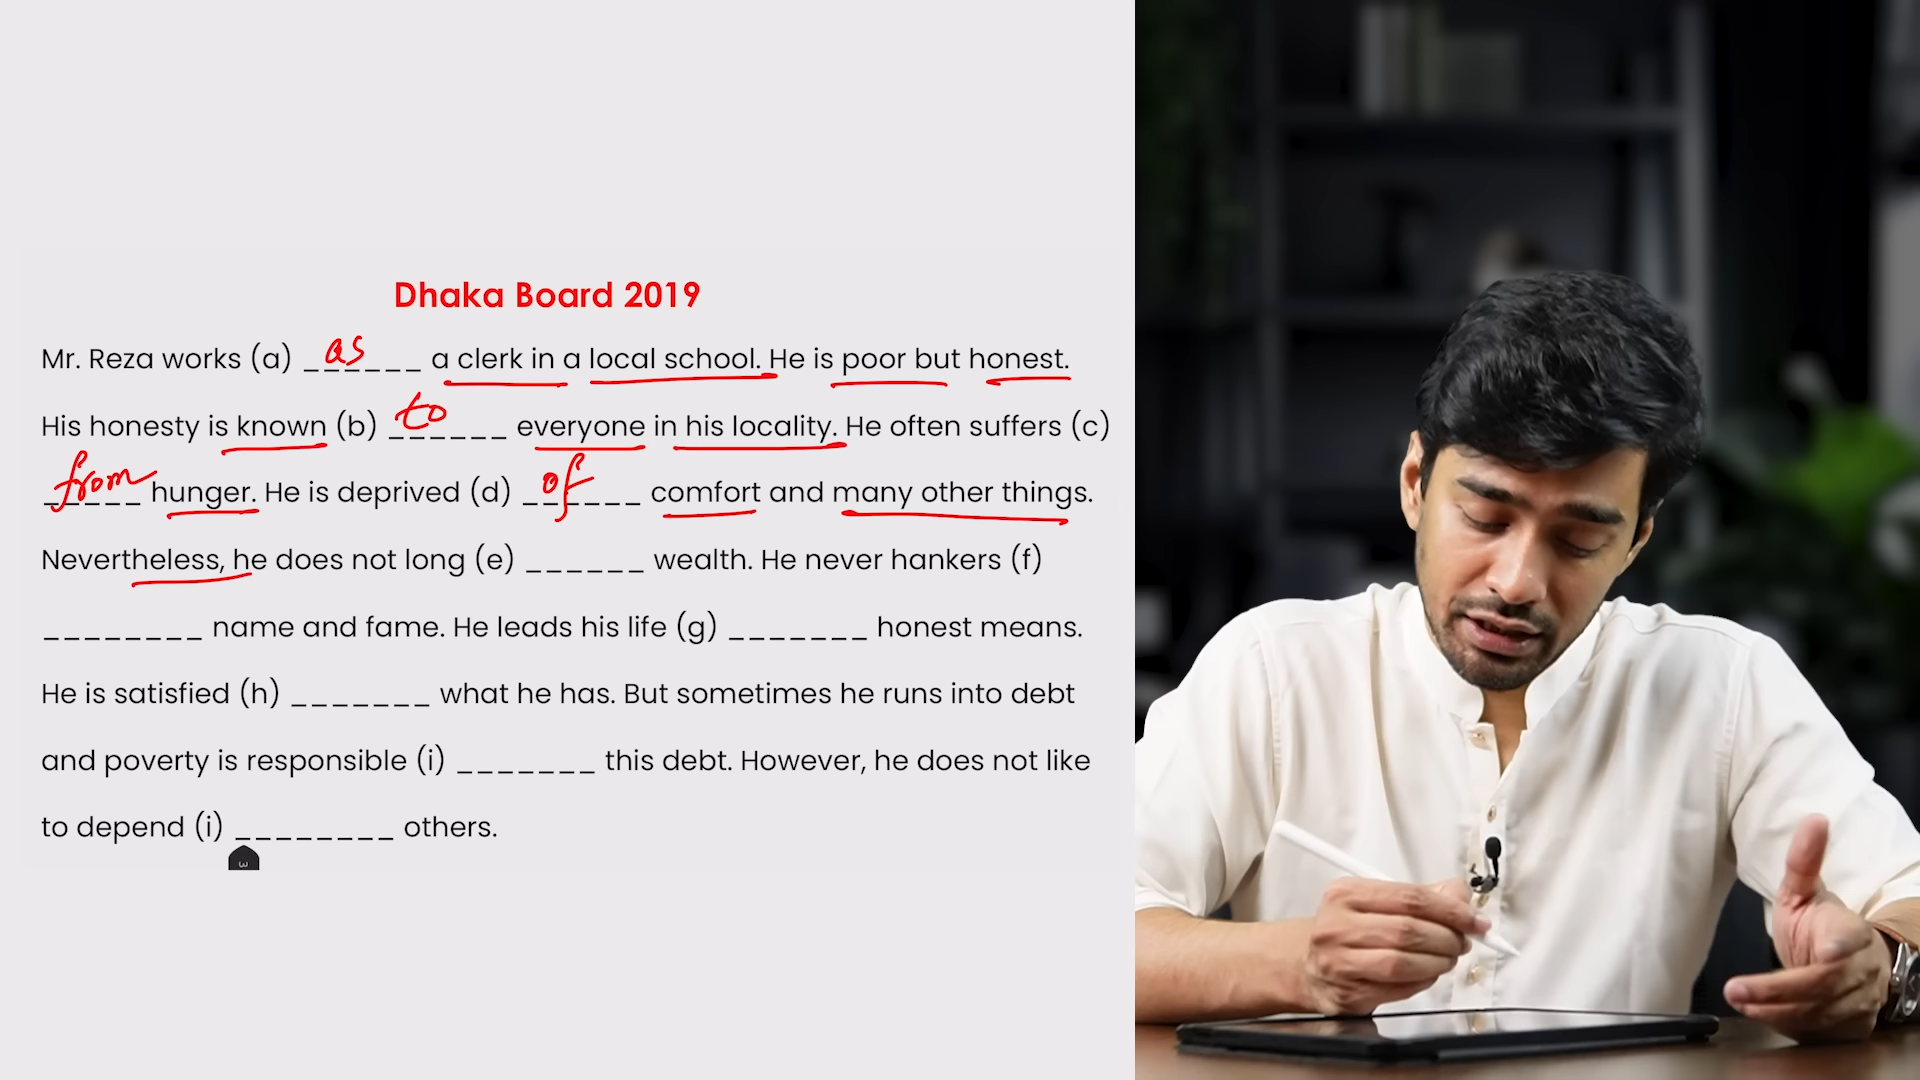 Dhaka Board 2019
Mr. Reza works (a) __as____ a clerk in a local school. He is poor but honest.
His honesty is known (b) __to____ everyone in his locality. He often suffers (c)
__from___ hunger. He is deprived (d) __of____ comfort and many other things.
Nevertheless, he does not long (e) ______ wealth. He never hankers (f)
________ name and fame. He leads his life (g) _______ honest means.
He is satisfied (h) _______ what he has. But sometimes he runs into debt
and poverty is responsible (i) _______ this debt. However, he does not like
to depend (i) ________ others.